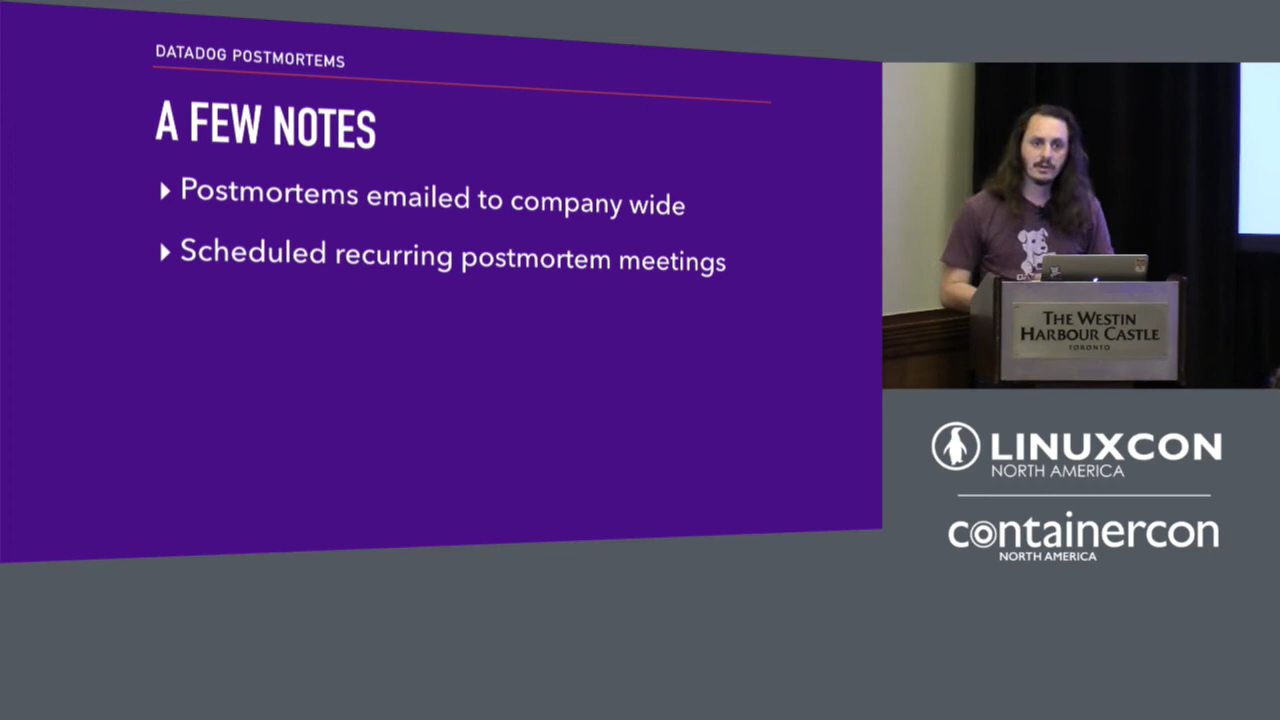 DATADOG POSTMORTEMS
A FEW NOTES
Postmortems emailed to company wide
Scheduled recurring postmortem meetings
THE WESTIN
HARBOUR CASTLE
TORONTO
LINUXCON
NORTH AMERICA
containercon
NORTH AMERICA